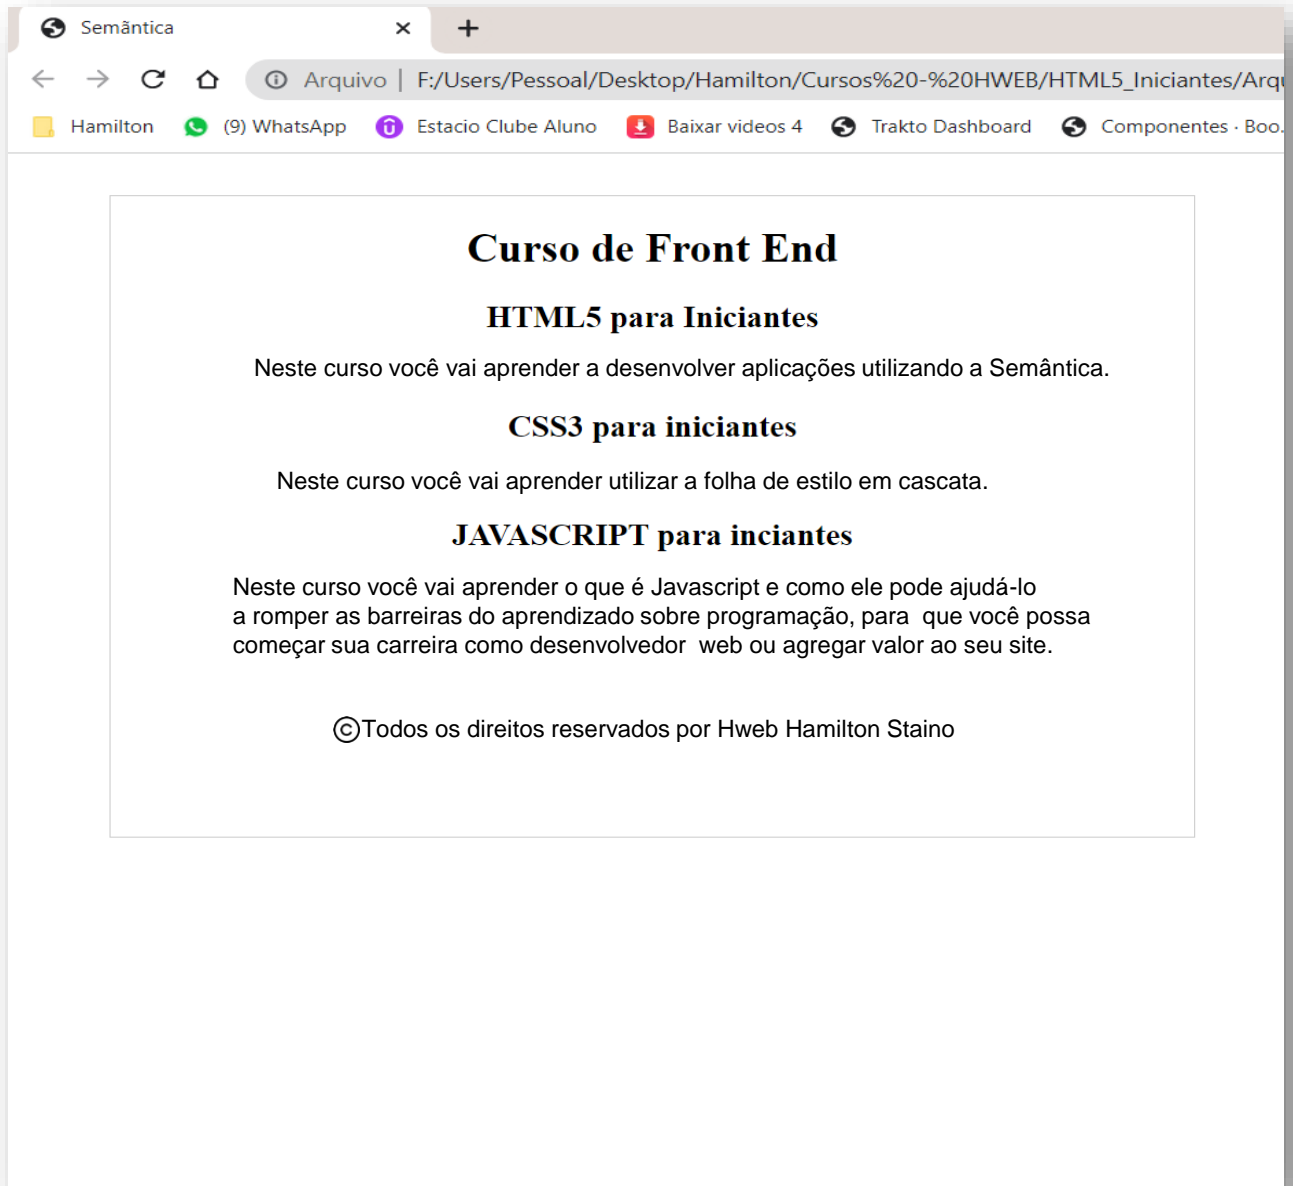 Semãntica
Arquivo | F:/Users/Pessoal/Desktop/Hamilton/Cursos%20-%20HWEB/HTML5_Iniciantes/Arq
Hamilton (9) WhatsApp Estacio Clube Aluno Baixar videos 4 Trakto Dashboard Componentes · Boo.
Curso de Front End
HTML5 para Iniciantes
Neste curso você vai aprender a desenvolver aplicações utilizando a Semântica.
CSS3 para iniciantes
Neste curso você vai aprender utilizar a folha de estilo em cascata.
JAVASCRIPT para inciantes
Neste curso você vai aprender o que é Javascript e como ele pode ajudá-lo
a romper as barreiras do aprendizado sobre programação, para que você possa
começar sua carreira como desenvolvedor web ou agregar valor ao seu site.
©Todos os direitos reservados por Hweb Hamilton Staino